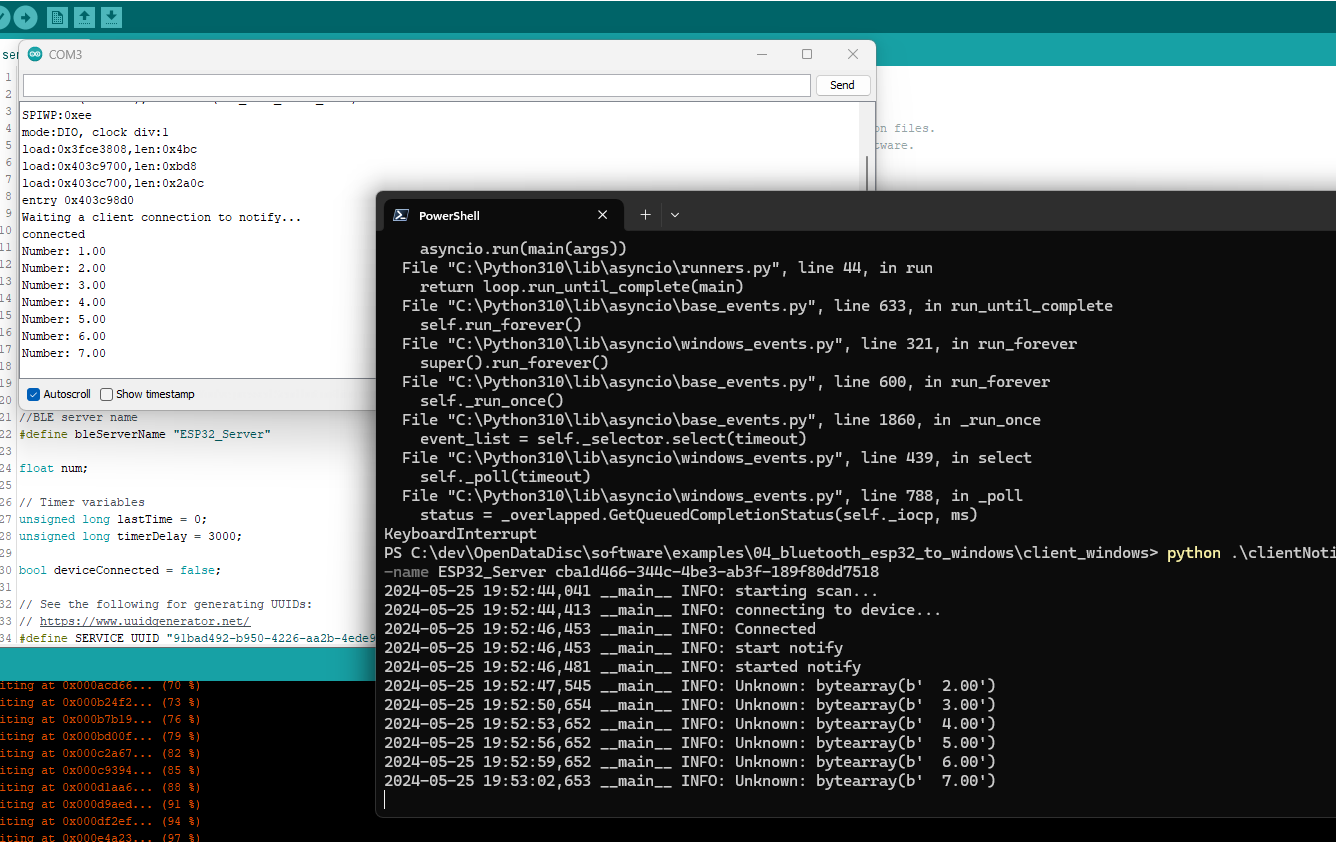 COM3
Send
SPIWP:0xee
mode:DIO, clock div:1
load:0x3fce3808,len:0x4bc
load:0x403c9700,len:0xbd8
load:0x403cc700,len:0x2a0c
entry 0x403c98d0
Waiting a client connection to notify...
connected
Number: 1.00
Number: 2.00
Number: 3.00
Number: 4.00
Number: 5.00
Number: 6.00
Number: 7.00
Autoscroll Show timestamp
on files.
tware.
1
2
3
4
5
6
7
8
9
10
11
12
13
14
15
16
17
18
19
20
21 //BLE server name
22 #define bleServerName "ESP32_Server"
23
24 float num;
25
26 // Timer variables
27 unsigned long lastTime = 0;
28 unsigned long timerDelay = 3000;
29
30 bool deviceConnected = false;
31
32 // See the following for generating UUIDs:
33 // https://www.uuidgenerator.net/
34 #define SERVICE_UUID "91bad492-b950-4226-aa2b-4ede9
iting at 0x000acd66... (70 %)
iting at 0x000b24f2... (73 %)
iting at 0x000b7b19... (76 %)
iting at 0x000bd00f... (79 %)
iting at 0x000c2a67... (82 %)
iting at 0x000c9394... (85 %)
iting at 0x000d1aa6... (88 %)
iting at 0x000d9aed... (91 %)
iting at 0x000df2ef... (94 %)
iting at 0x000e4a23... (97 %)
PowerShell
asyncio.run(main(args))
File "C:\Python310\lib\asyncio\runners.py", line 44, in run
return loop.run_until_complete(main)
File "C:\Python310\lib\asyncio\base_events.py", line 633, in run_until_complete
self.run_forever()
File "C:\Python310\lib\asyncio\windows_events.py", line 321, in run_forever
super().run_forever()
File "C:\Python310\lib\asyncio\base_events.py", line 600, in run_forever
self._run_once()
File "C:\Python310\lib\asyncio\base_events.py", line 1860, in _run_once
event_list = self._selector.select(timeout)
File "C:\Python310\lib\asyncio\windows_events.py", line 439, in select
self._poll(timeout)
File "C:\Python310\lib\asyncio\windows_events.py", line 788, in _poll
status = _overlapped.GetQueuedCompletionStatus(self._iocp, ms)
KeyboardInterrupt
PS C:\dev\OpenDataDisc\software\examples\04_bluetooth_esp32_to_windows\client_windows> python .\clientNoti
-name ESP32_Server cba1d466-344c-4be3-ab3f-189f80dd7518
2024-05-25 19:52:44,041 __main__ INFO: starting scan...
2024-05-25 19:52:44,413 __main__ INFO: connecting to device...
2024-05-25 19:52:46,453 __main__ INFO: Connected
2024-05-25 19:52:46,453 __main__ INFO: start notify
2024-05-25 19:52:46,481 __main__ INFO: started notify
2024-05-25 19:52:47,545 __main__ INFO: Unknown: bytearray(b'  2.00')
2024-05-25 19:52:50,654 __main__ INFO: Unknown: bytearray(b'  3.00')
2024-05-25 19:52:53,652 __main__ INFO: Unknown: bytearray(b'  4.00')
2024-05-25 19:52:56,652 __main__ INFO: Unknown: bytearray(b'  5.00')
2024-05-25 19:52:59,652 __main__ INFO: Unknown: bytearray(b'  6.00')
2024-05-25 19:53:02,653 __main__ INFO: Unknown: bytearray(b'  7.00')